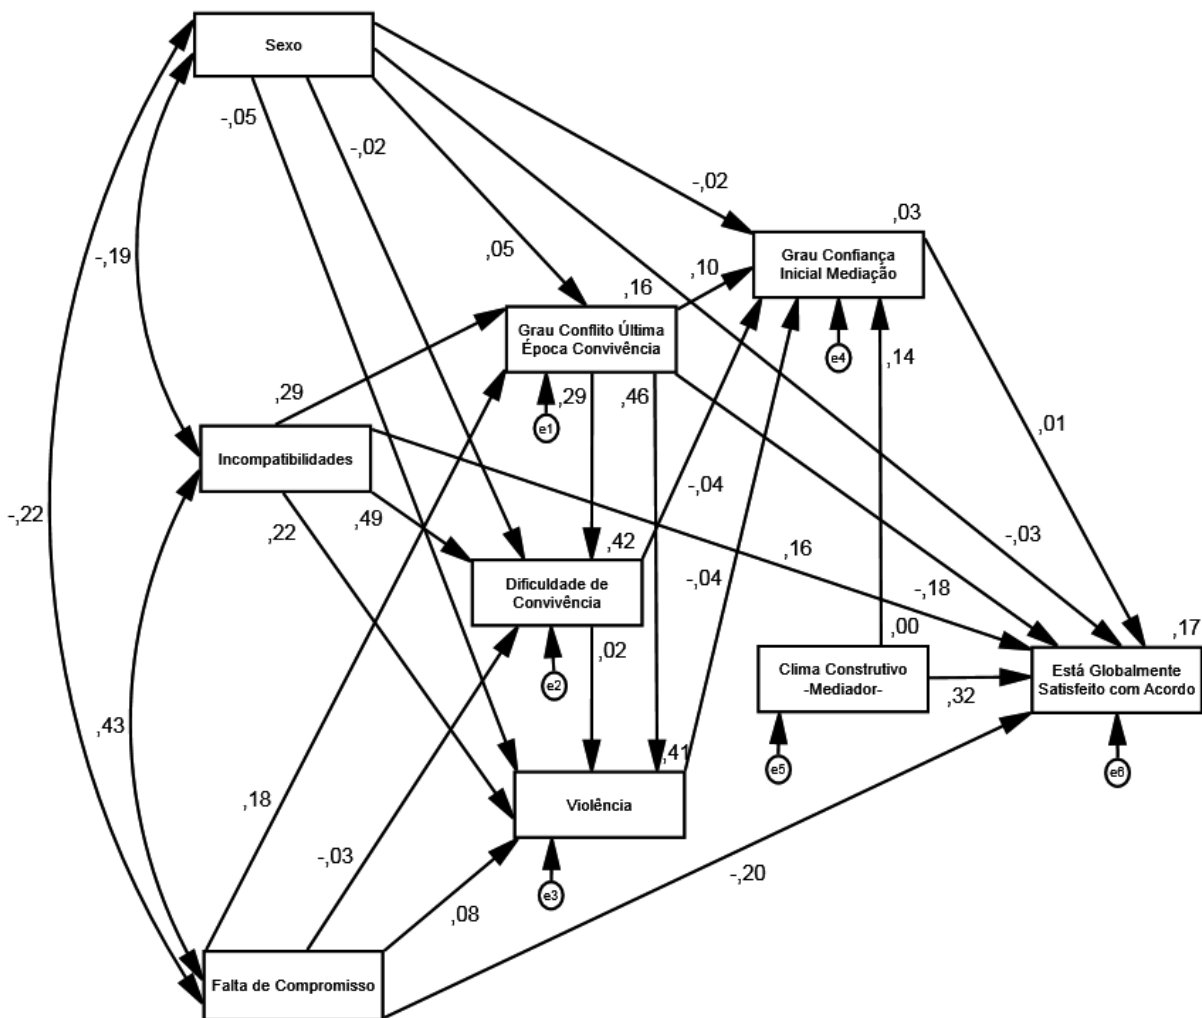 Sexo
-,05
-,02
-,02
,03
-,19
,05
Grau Confiança
Inicial Mediação
,10
,16
Grau Conflito Última
Época Convivência
e4
,14
,29
,29
,46
e1
,01
Incompatibilidades
-,04
-,22
,49
,22
,42
,16
-,03
Dificuldade de
Convivência
-,04
-,18
,00
,17
,02
Clima Construtivo
-Mediador-
Está Globalmente
Satisfeito com Acordo
e2
,32
,43
,41
e5
e6
,18
Violência
-,03
-,20
e3
,08
Falta de Compromisso